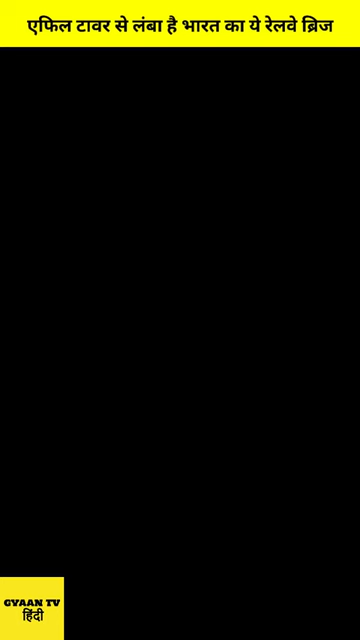 एफिल टावर से लंबा है भारत का ये रेलवे ब्रिज
GYAAN TV
हिंदी